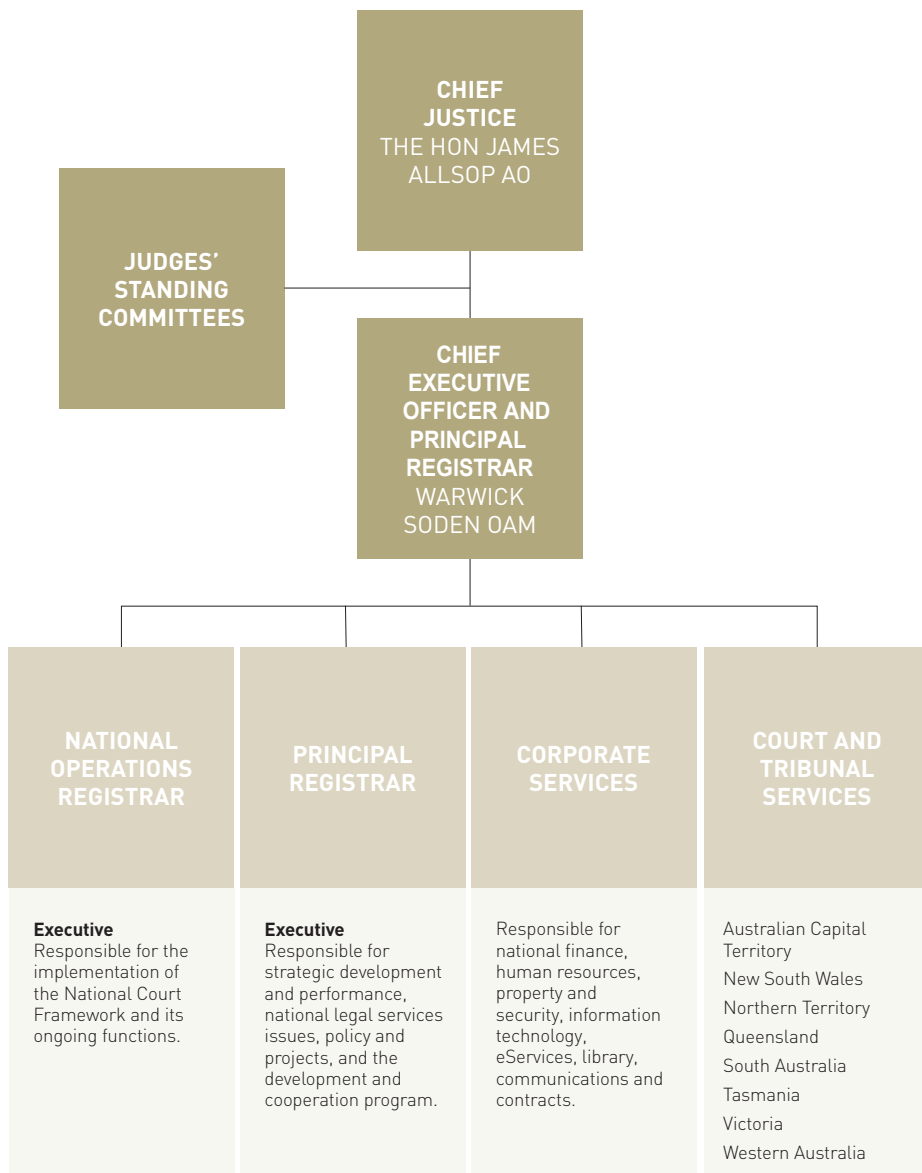 CHIEF
JUSTICE
THE HON JAMES
ALLSOP AO
JUDGES’
STANDING
COMMITTEES
CHIEF
EXECUTIVE
OFFICER AND
PRINCIPAL
REGISTRAR
WARWICK
SODEN OAM
NATIONAL
OPERATIONS
REGISTRAR
Executive
Responsible for the
implementation of
the National Court
Framework and its
ongoing functions.
PRINCIPAL
REGISTRAR
Executive
Responsible for
strategic development
and performance,
national legal services
issues, policy and
projects, and the
development and
cooperation program.
CORPORATE
SERVICES
Responsible for
national finance,
human resources,
property and
security, information
technology,
eServices, library,
communications and
contracts.
COURT AND
TRIBUNAL
SERVICES
Australian Capital
Territory
New South Wales
Northern Territory
Queensland
South Australia
Tasmania
Victoria
Western Australia